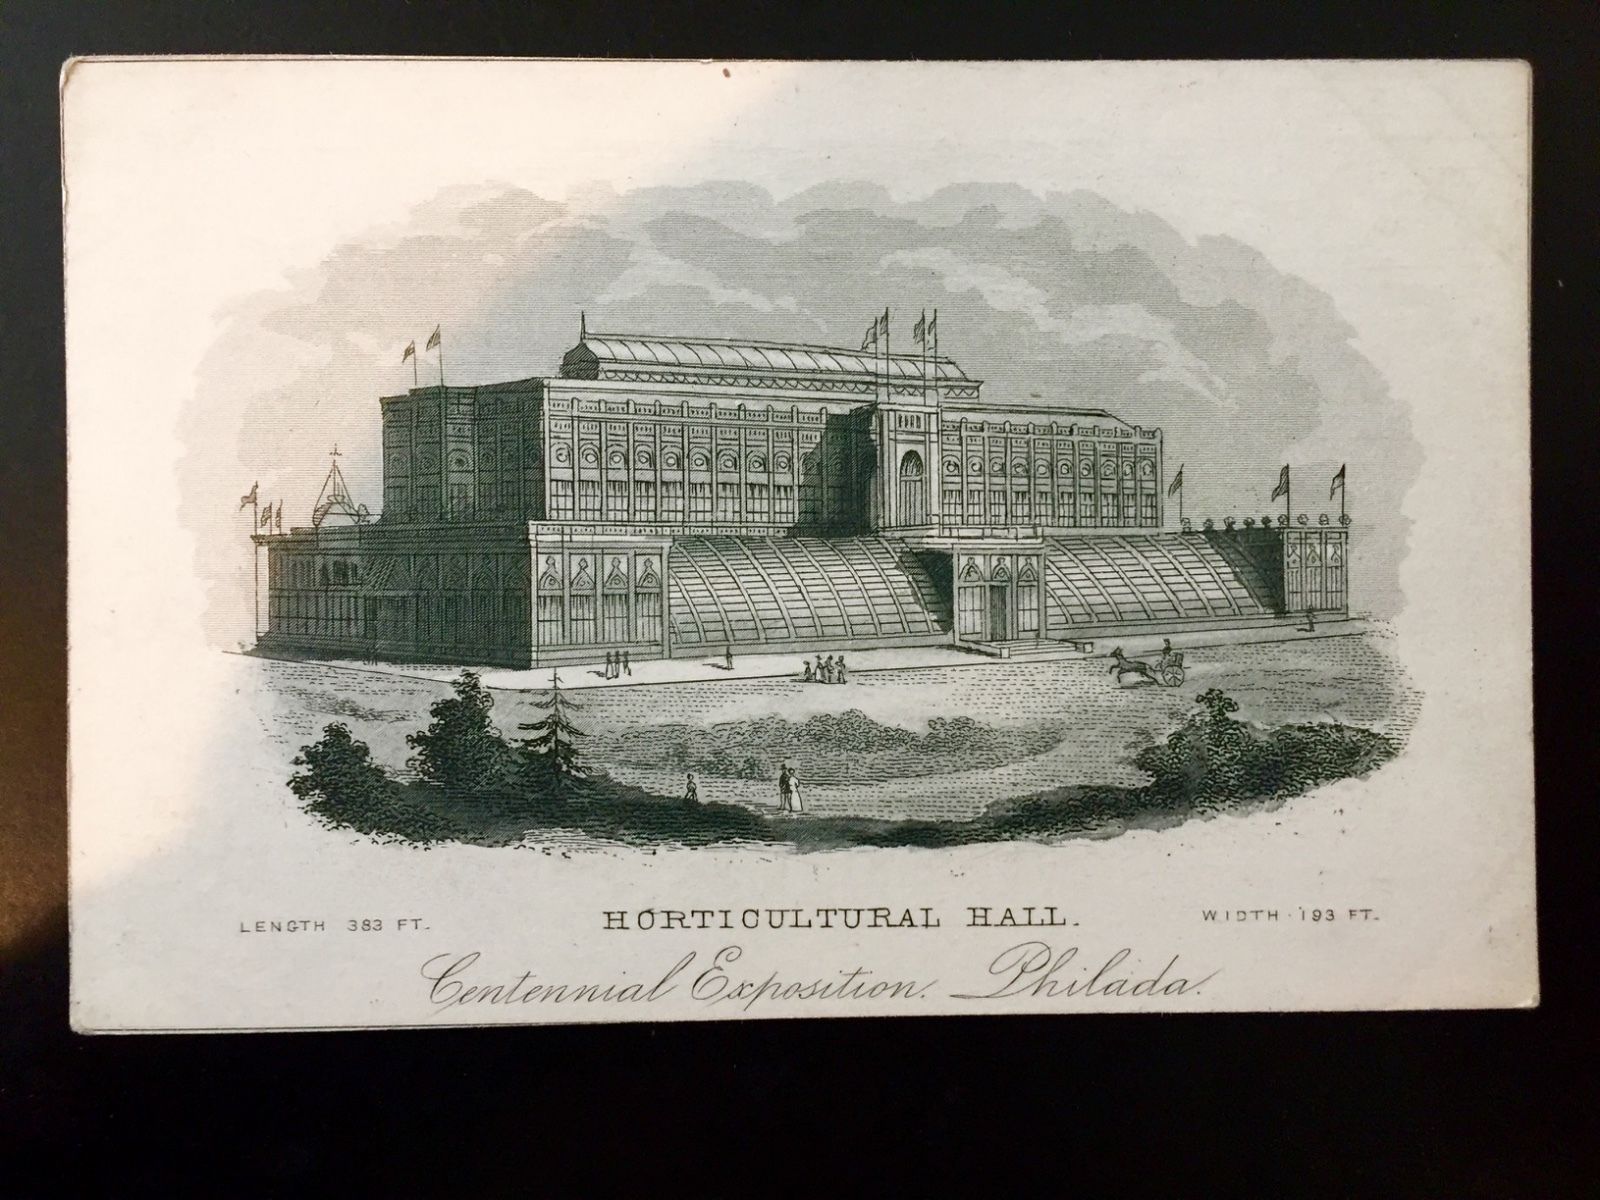 LENGTH 383 FT.
HORTICULTURAL HALL.
WIDTH · 193 FT.
Centennial Exposition. Philada.